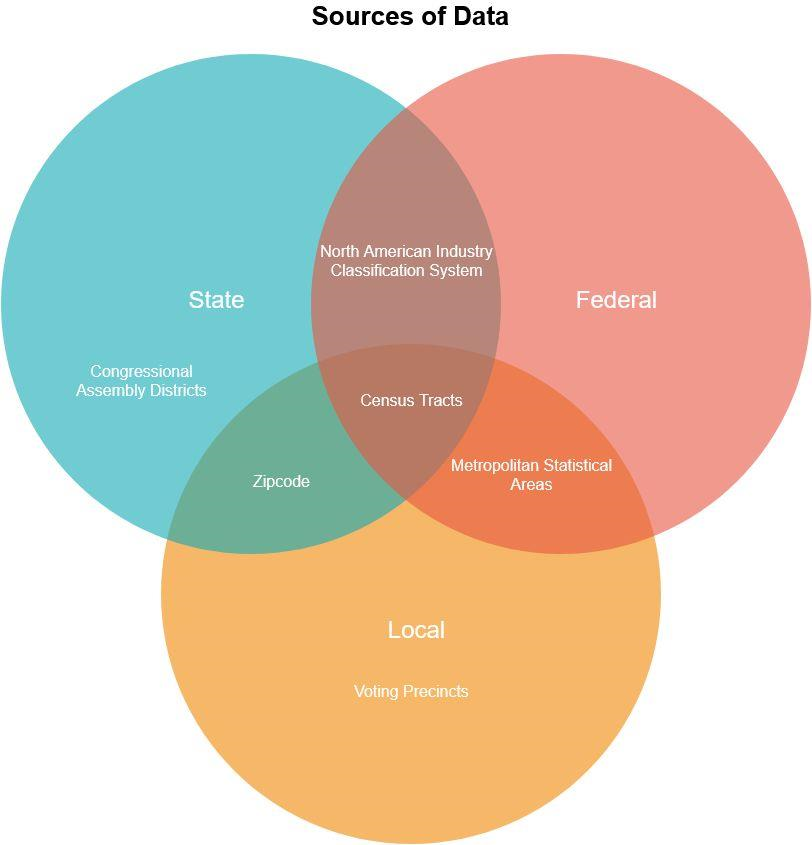 Sources of Data
North American Industry
Classification System
State
Federal
Congressional
Assembly Districts
Census Tracts
Metropolitan Statistical
Areas
Zipcode
Local
Voting Precincts